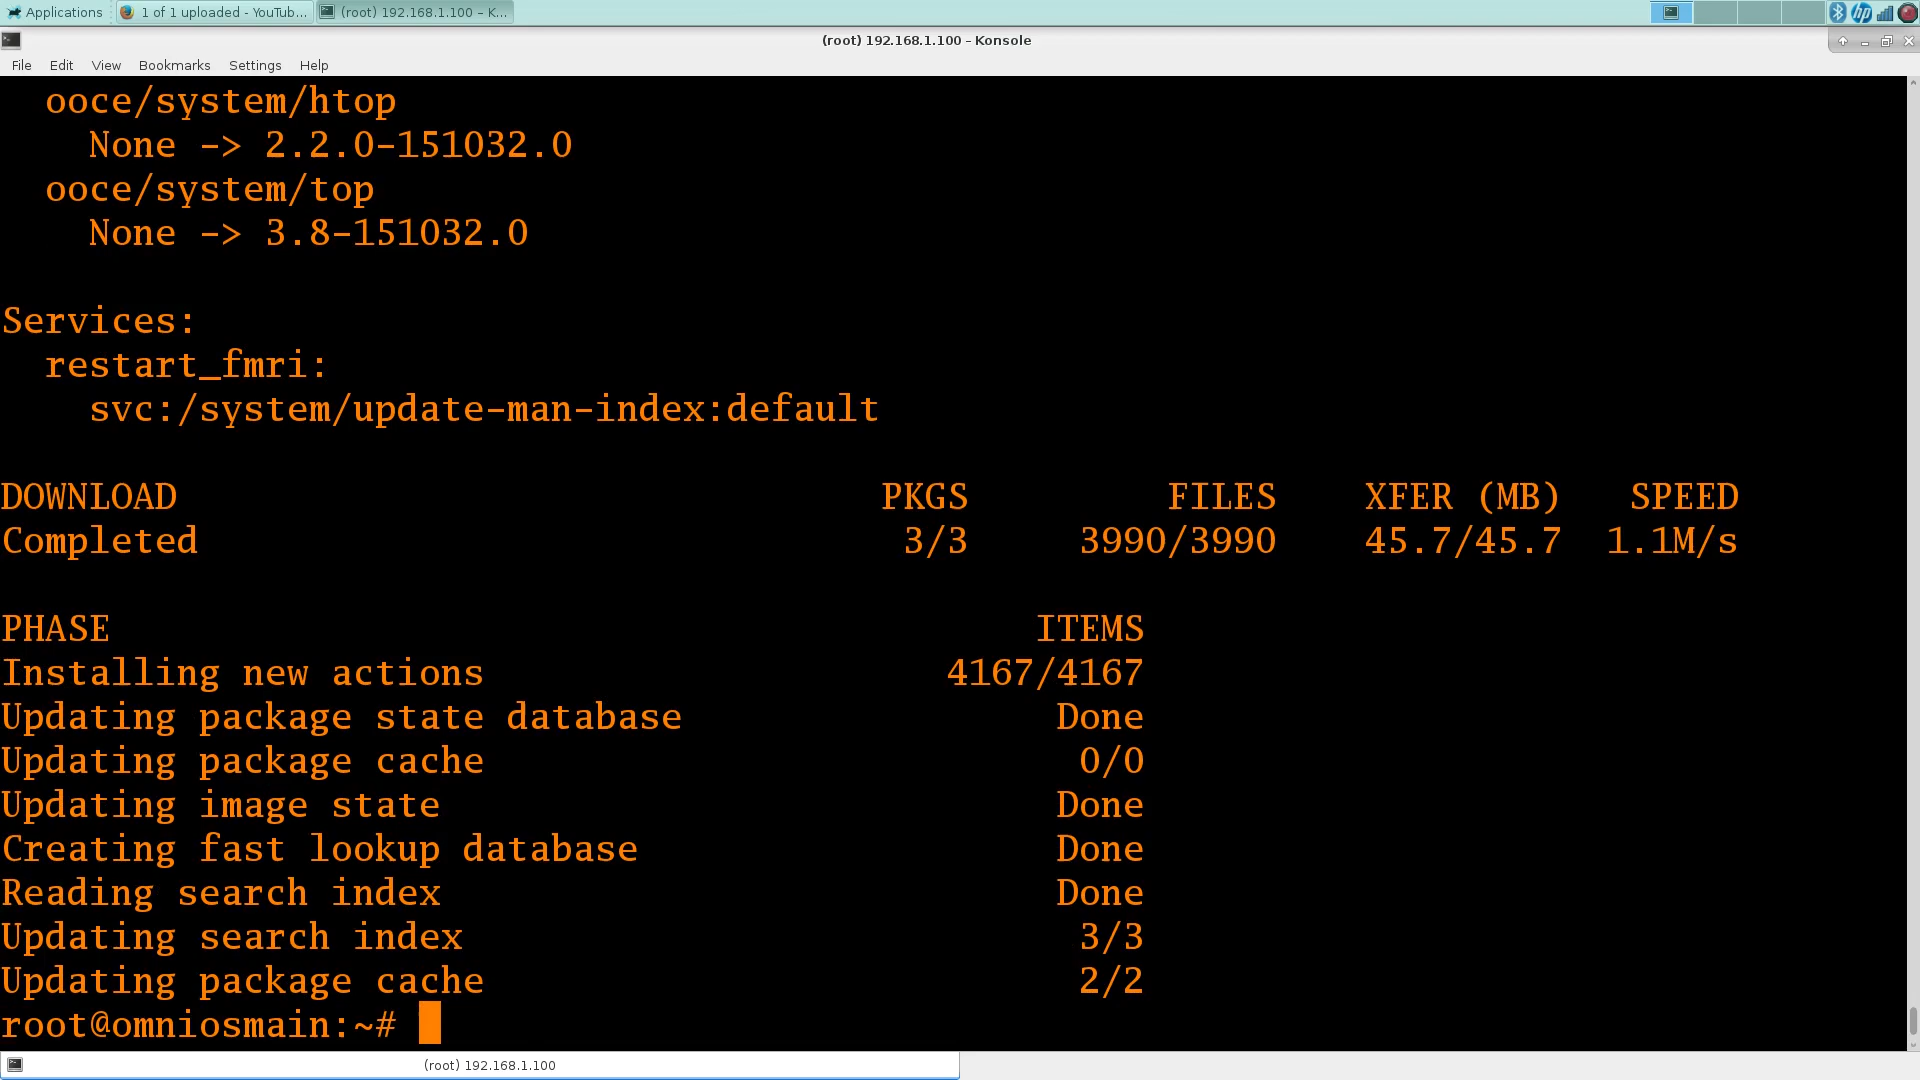 Applications 1 of 1 uploaded - YouTub... (root) 192.168.1.100 – K...
(root) 192.168.1.100 – Konsole
File Edit View Bookmarks Settings Help
ooce/system/htop
None -> 2.2.0-151032.0
ooce/system/top
None -> 3.8-151032.0
Services:
restart_fmri:
svc:/system/update-man-index:default
DOWNLOAD PKGS FILES XFER (MB) SPEED
Completed 3/3 3990/3990 45.7/45.7 1.1M/s
PHASE ITEMS
Installing new actions 4167/4167
Updating package state database Done
Updating package cache 0/0
Updating image state Done
Creating fast lookup database Done
Reading search index Done
Updating search index 3/3
Updating package cache 2/2
root@omniosmain:~#
(root) 192.168.1.100